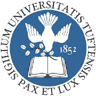 SIGILLUM UNIVERSITATIS TUFTENSIS
1852
PAX ET LUX